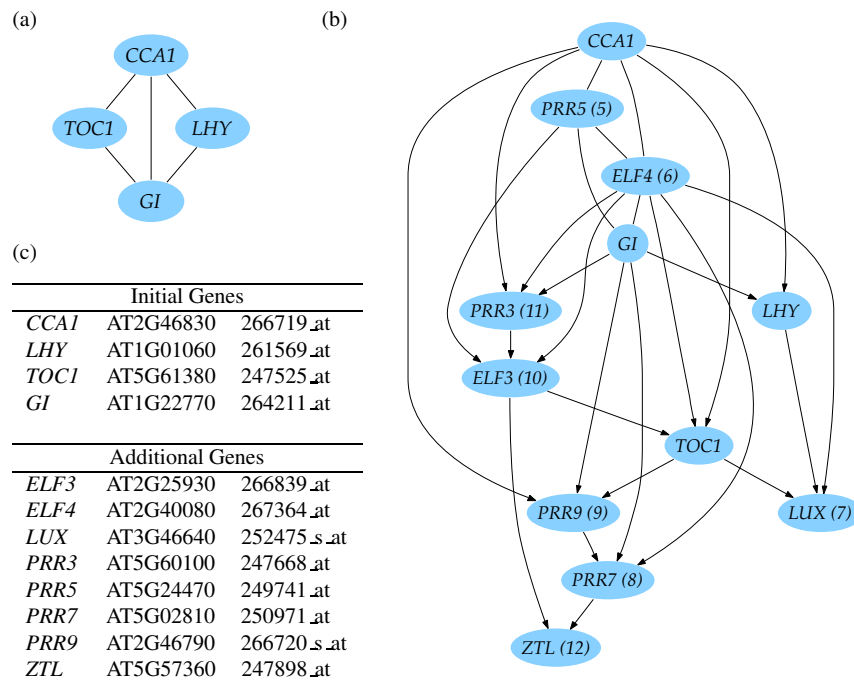 (a)
CCA1
TOC1
LHY
GI
(b)
CCA1
PRR5 (5)
ELF4 (6)
GI
PRR3 (11)
LHY
ELF3 (10)
TOC1
PRR9 (9)
LUX (7)
PRR7 (8)
ZTL (12)
(c)
Initial Genes
CCA1 AT2G46830 266719_at
LHY AT1G01060 261569_at
TOC1 AT5G61380 247525_at
GI AT1G22770 264211_at
Additional Genes
ELF3 AT2G25930 266839_at
ELF4 AT2G40080 267364_at
LUX AT3G46640 252475_s_at
PRR3 AT5G60100 247668_at
PRR5 AT5G24470 249741_at
PRR7 AT5G02810 250971_at
PRR9 AT2G46790 266720_s_at
ZTL AT5G57360 247898_at